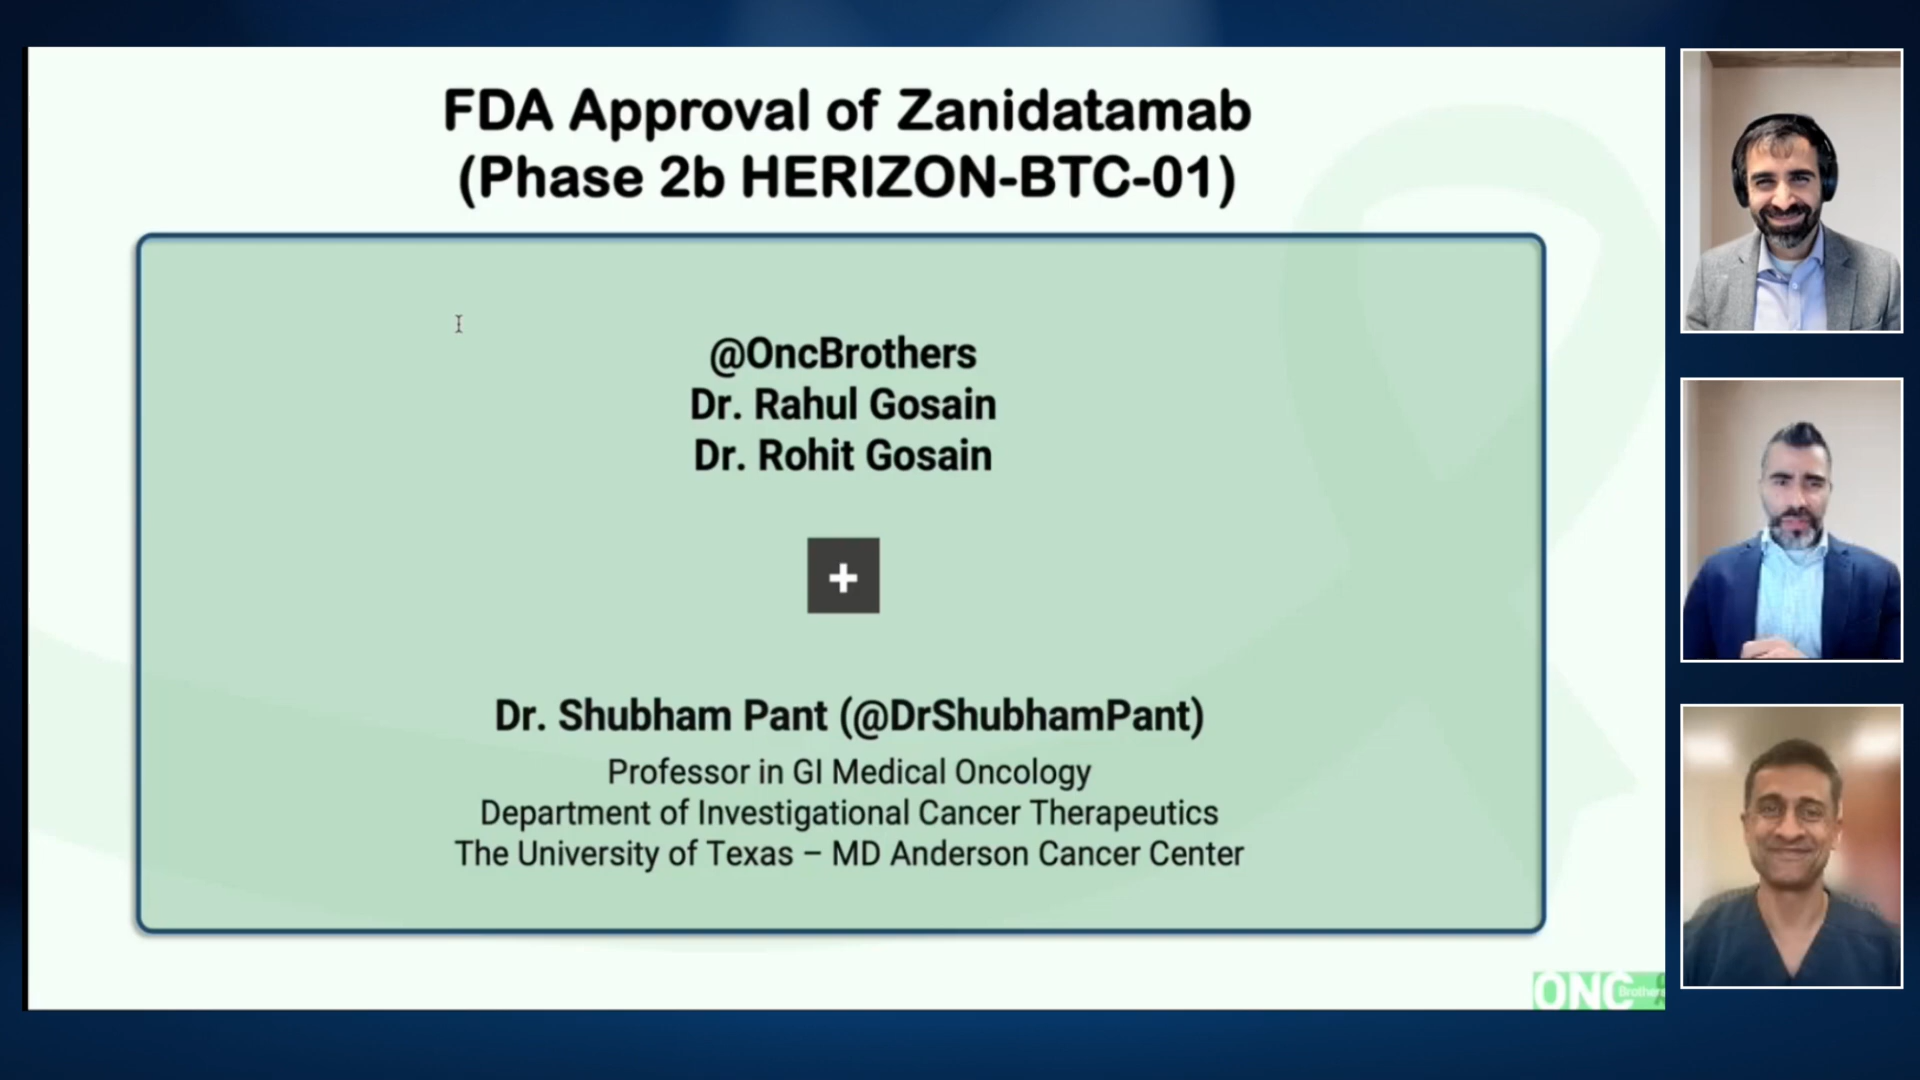 FDA Approval of Zanidatamab
(Phase 2b HERIZON-BTC-01)
@OncBrothers
Dr. Rahul Gosain
Dr. Rohit Gosain
+
Dr. Shubham Pant (@DrShubhamPant)
Professor in GI Medical Oncology
Department of Investigational Cancer Therapeutics
The University of Texas – MD Anderson Cancer Center
ONC Brothers